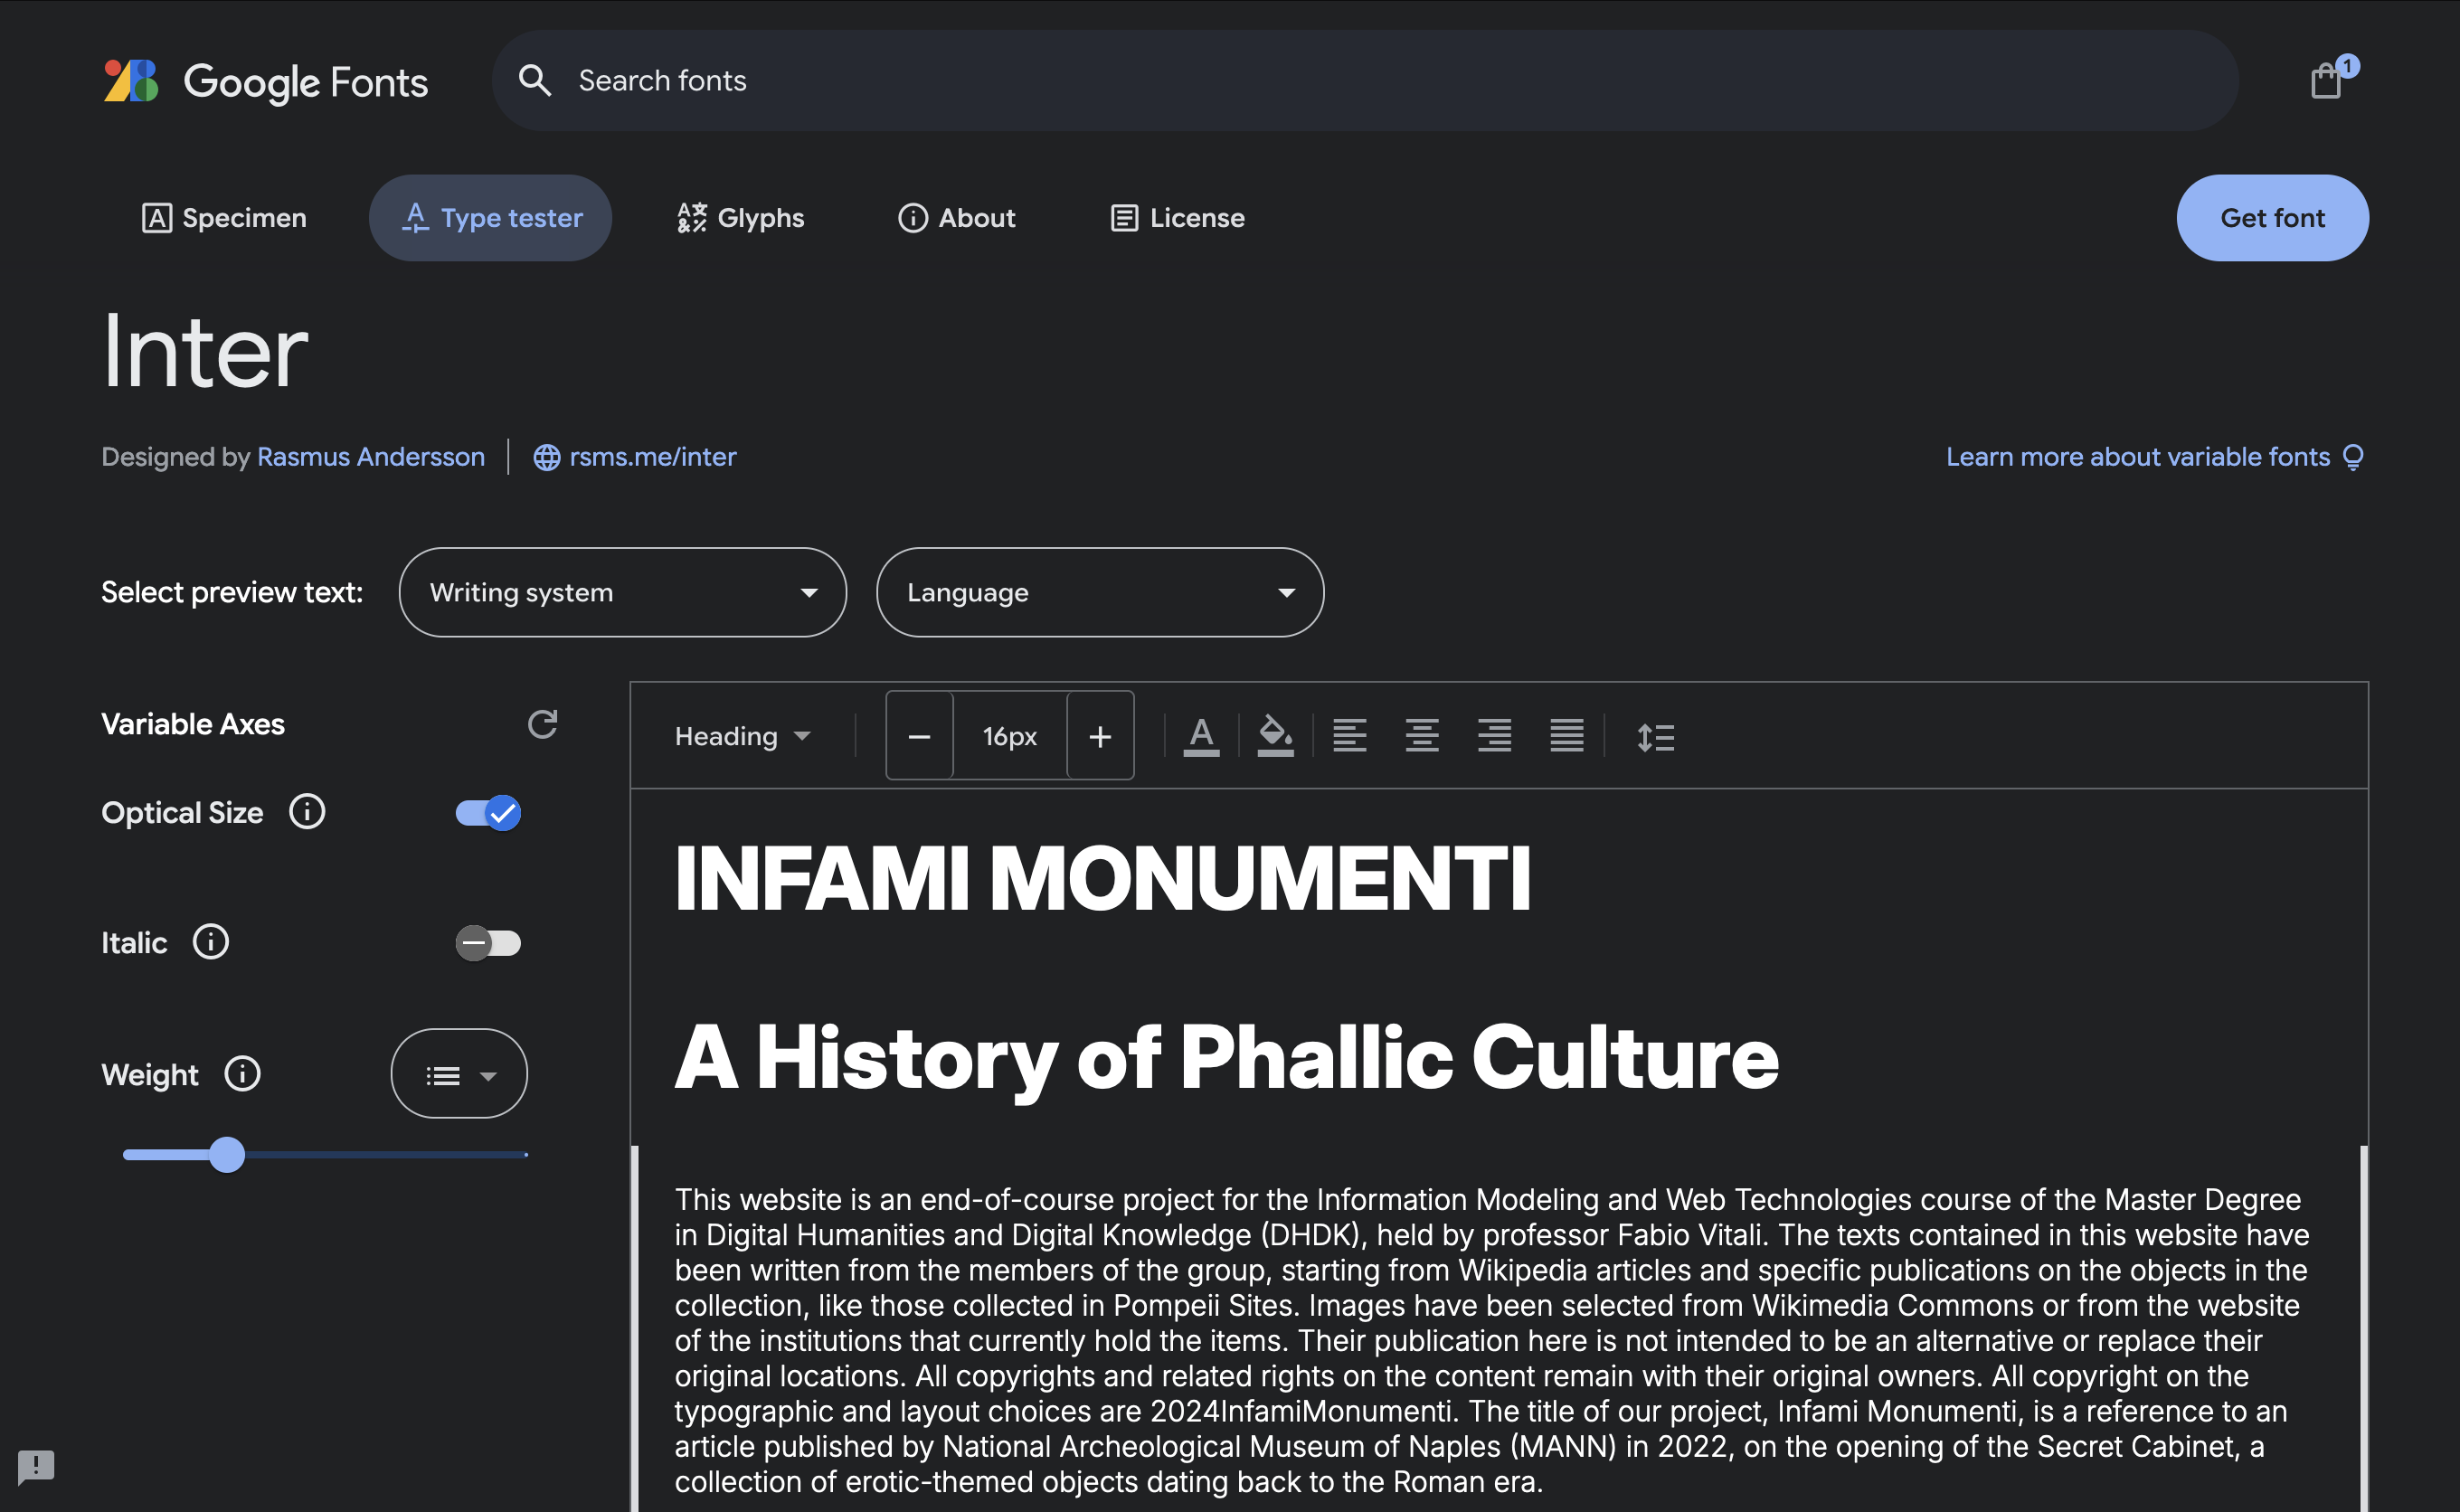 Google Fonts
Search fonts
1
Specimen
Type tester
Glyphs
About
License
Get font
Inter
Designed by Rasmus Andersson
rsms.me/inter
Learn more about variable fonts
Select preview text:
Writing system
Language
Variable Axes
Optical Size
Italic
Weight
Heading
16px
INFAMI MONUMENTI
A History of Phallic Culture
This website is an end-of-course project for the Information Modeling and Web Technologies course of the Master Degree
in Digital Humanities and Digital Knowledge (DHDK), held by professor Fabio Vitali. The texts contained in this website have
been written from the members of the group, starting from Wikipedia articles and specific publications on the objects in the
collection, like those collected in Pompeii Sites. Images have been selected from Wikimedia Commons or from the website
of the institutions that currently hold the items. Their publication here is not intended to be an alternative or replace their
original locations. All copyrights and related rights on the content remain with their original owners. All copyright on the
typographic and layout choices are 2024InfamiMonumenti. The title of our project, Infami Monumenti, is a reference to an
article published by National Archeological Museum of Naples (MANN) in 2022, on the opening of the Secret Cabinet, a
collection of erotic-themed objects dating back to the Roman era.